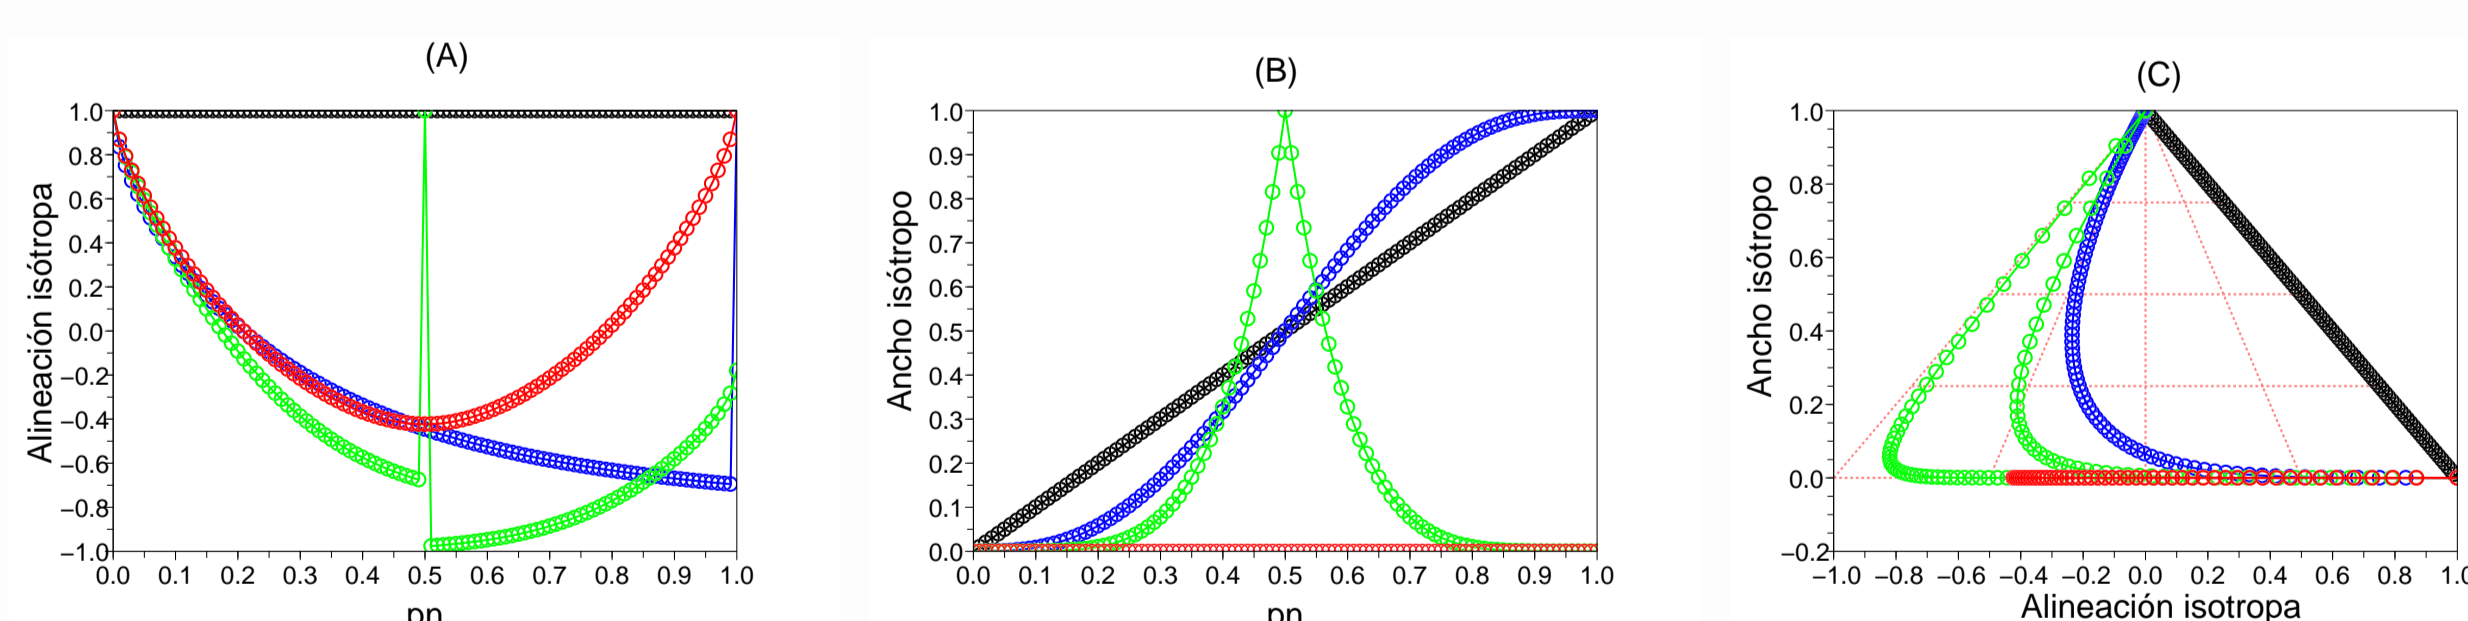 (A)
Alineación isótropa
1.0
0.8
0.6
0.4
0.2
0.0
−0.2
−0.4
−0.6
−0.8
−1.0
0.0 0.1 0.2 0.3 0.4 0.5 0.6 0.7 0.8 0.9 1.0
pn
(B)
Ancho isótropo
1.0
0.9
0.8
0.7
0.6
0.5
0.4
0.3
0.2
0.1
0.0
0.0 0.1 0.2 0.3 0.4 0.5 0.6 0.7 0.8 0.9 1.0
pn
(C)
Ancho isótropo
1.0
0.8
0.6
0.4
0.2
0.0
−0.2
−1.0 −0.8 −0.6 −0.4 −0.2 0.0 0.2 0.4 0.6 0.8 1.0
Alineación isotropa